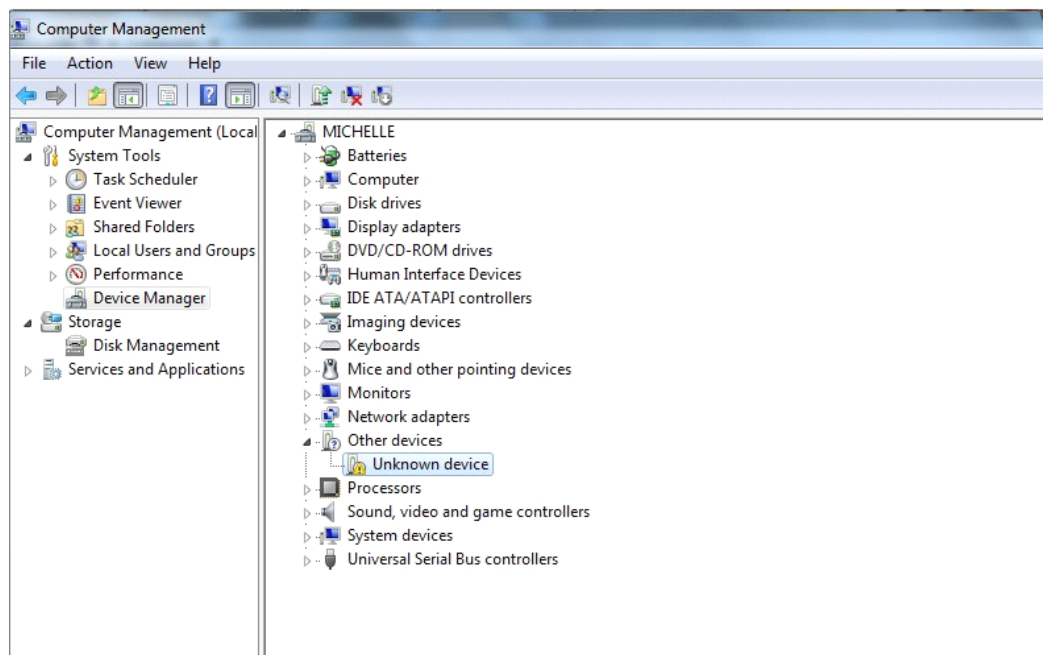 Computer Management
File Action View Help
Computer Management (Local
System Tools
Task Scheduler
Event Viewer
Shared Folders
Local Users and Groups
Performance
Device Manager
Storage
Disk Management
Services and Applications
MICHELLE
Batteries
Computer
Disk drives
Display adapters
DVD/CD-ROM drives
Human Interface Devices
IDE ATA/ATAPI controllers
Imaging devices
Keyboards
Mice and other pointing devices
Monitors
Network adapters
Other devices
Unknown device
Processors
Sound, video and game controllers
System devices
Universal Serial Bus controllers